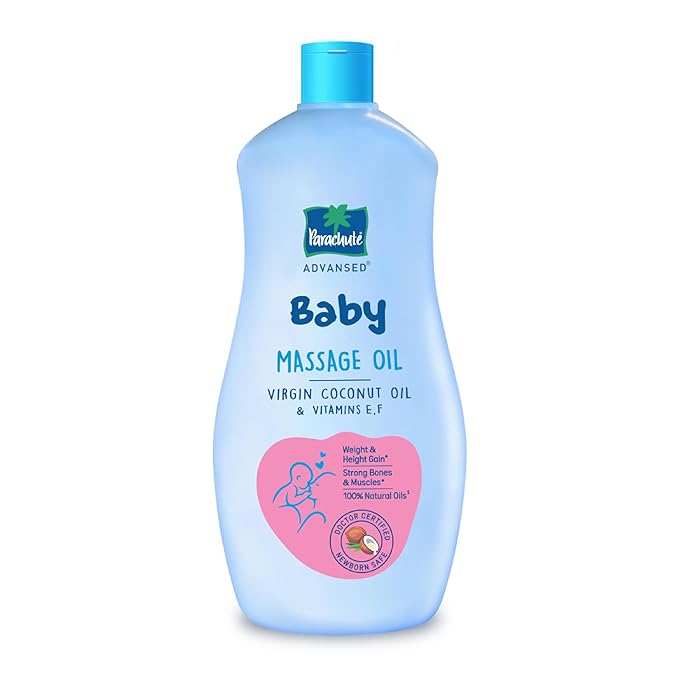 Parachute
ADVANSED®
Baby
MASSAGE OIL
VIRGIN COCONUT OIL
& VITAMINS E,F
Weight &
Height Gain*
Strong Bones
& Muscles*
100% Natural Oils$
DOCTOR CERTIFIED
NEWBORN SAFE